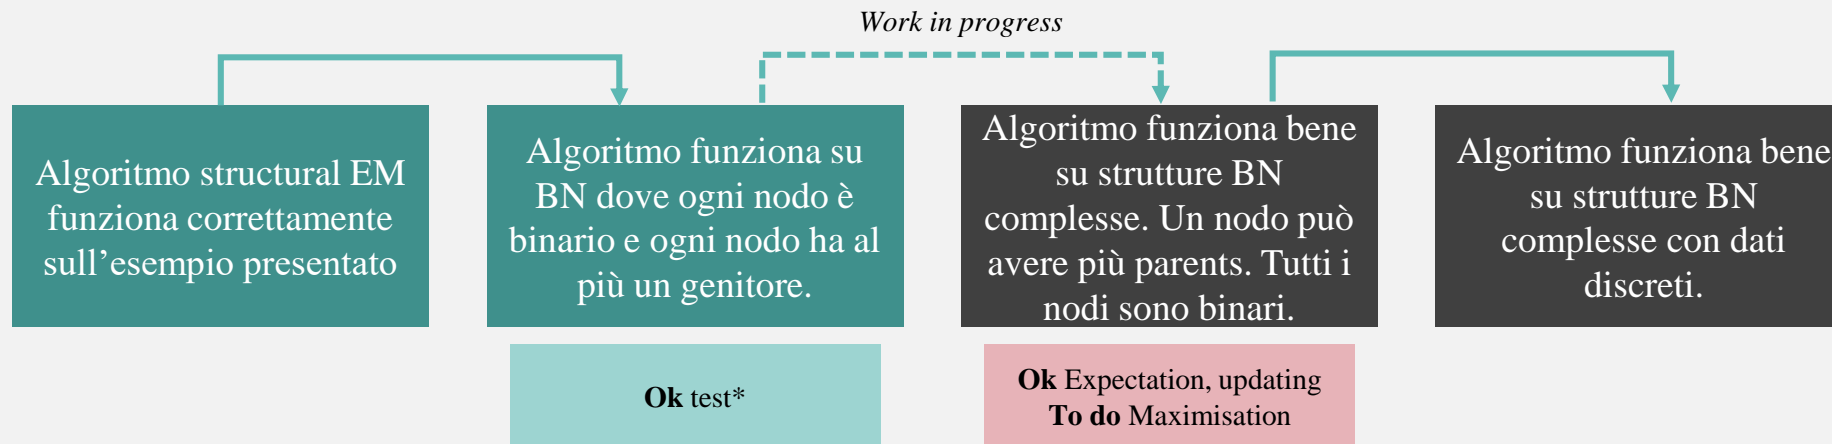 Work in progress
Algoritmo structural EM
funziona correttamente
sull’esempio presentato
Algoritmo funziona su
BN dove ogni nodo è
binario e ogni nodo ha al
più un genitore.
Algoritmo funziona bene
su strutture BN
complesse. Un nodo può
avere più parents. Tutti i
nodi sono binari.
Algoritmo funziona bene
su strutture BN
complesse con dati
discreti.
Ok test*
Ok Expectation, updating
To do Maximisation